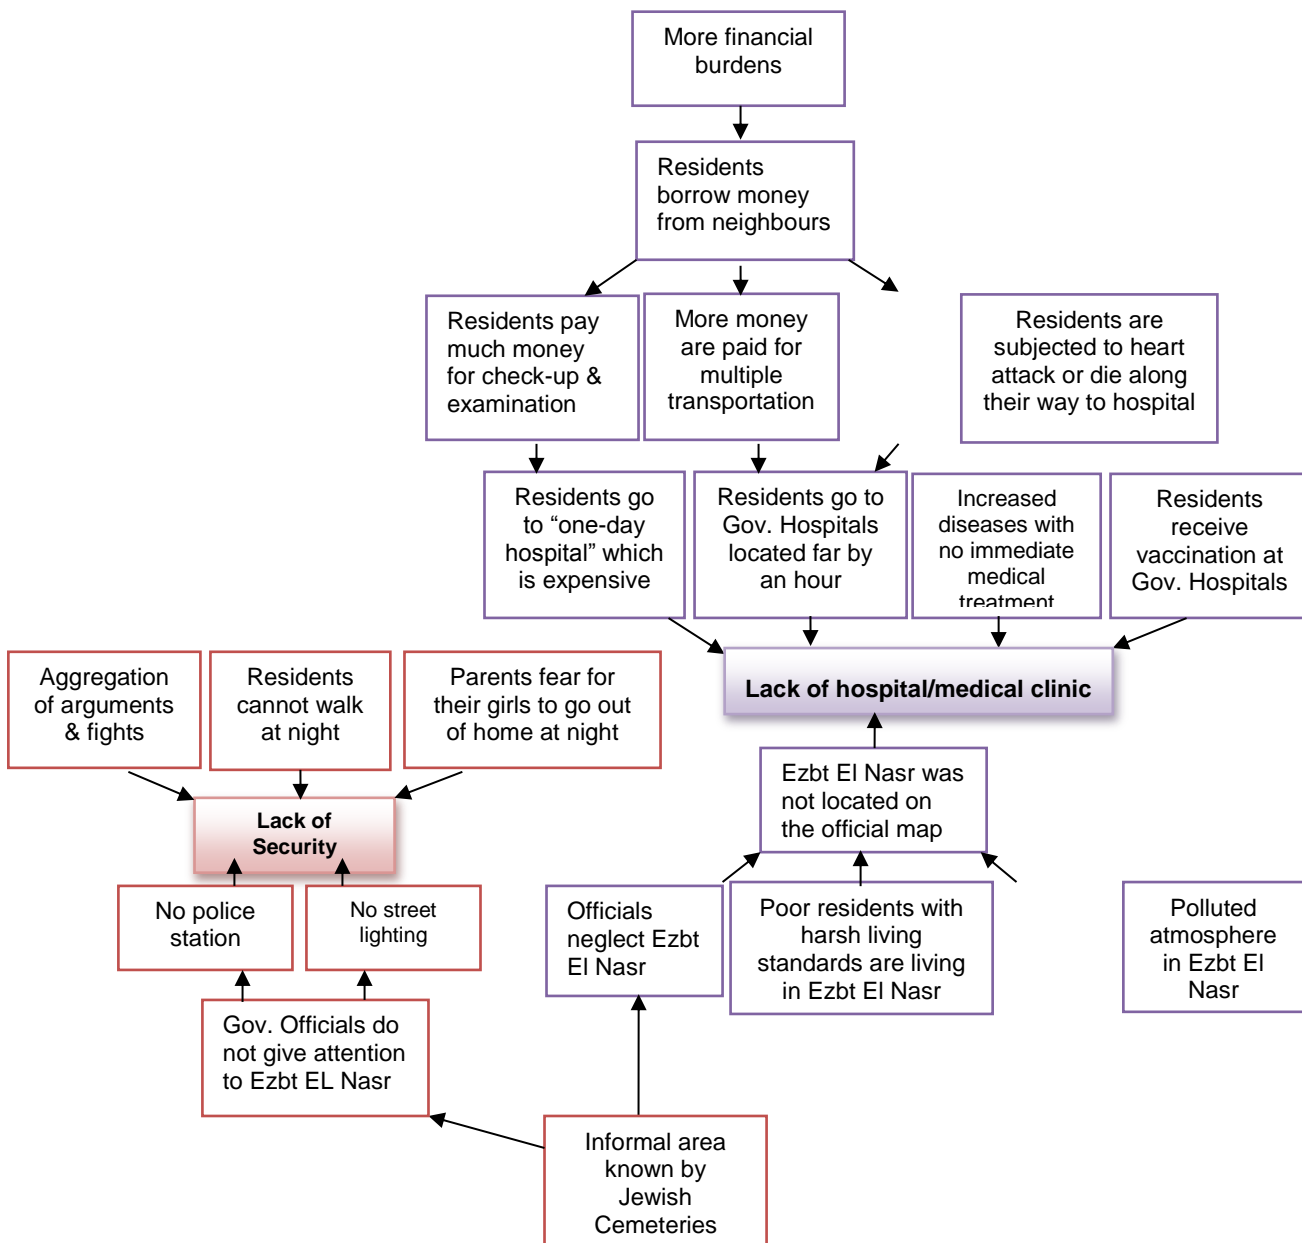 More financial
burdens
Residents
borrow money
from neighbours
Residents pay
much money
for check-up &
examination
More money
are paid for
multiple
transportation
Residents are
subjected to heart
attack or die along
their way to hospital
Residents go
to “one-day
hospital” which
is expensive
Residents go to
Gov. Hospitals
located far by
an hour
Increased
diseases with
no immediate
medical
treatment
Residents
receive
vaccination at
Gov. Hospitals
Lack of hospital/medical clinic
Aggregation
of arguments
& fights
Residents
cannot walk
at night
Parents fear for
their girls to go out
of home at night
Lack of
Security
Ezbt El Nasr was
not located on
the official map
No police
station
No street
lighting
Officials
neglect Ezbt
El Nasr
Poor residents with
harsh living
standards are living
in Ezbt El Nasr
Polluted
atmosphere
in Ezbt El
Nasr
Gov. Officials do
not give attention
to Ezbt EL Nasr
Informal area
known by
Jewish
Cemeteries